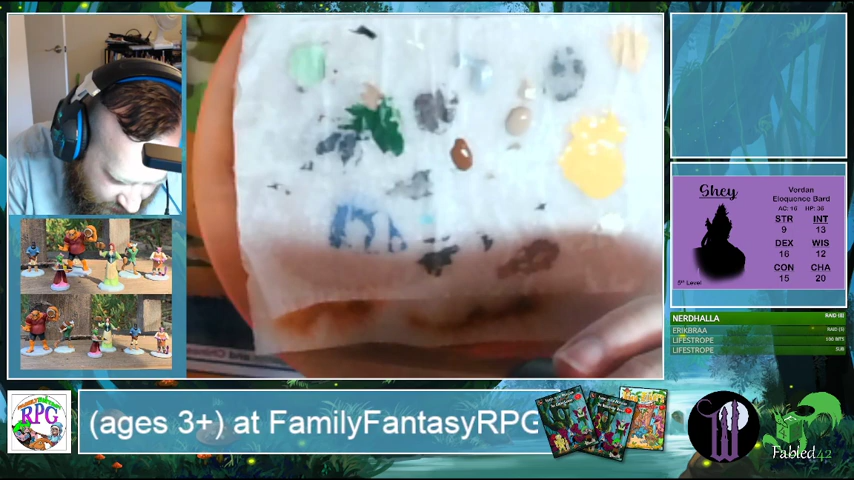 Shey
Vordan
Eloquence Bard
AC: 16 HP: 36
STR INT
9 13
DEX WIS
16 12
CON CHA
15 20
5th Level
NERDHALLA RAID (8)
ERIKBRAA RAID (5)
LIFESTROPE 100 BITS
LIFESTROPE SUB
RPG
(ages 3+) at FamilyFantasyRPG
Fabled42